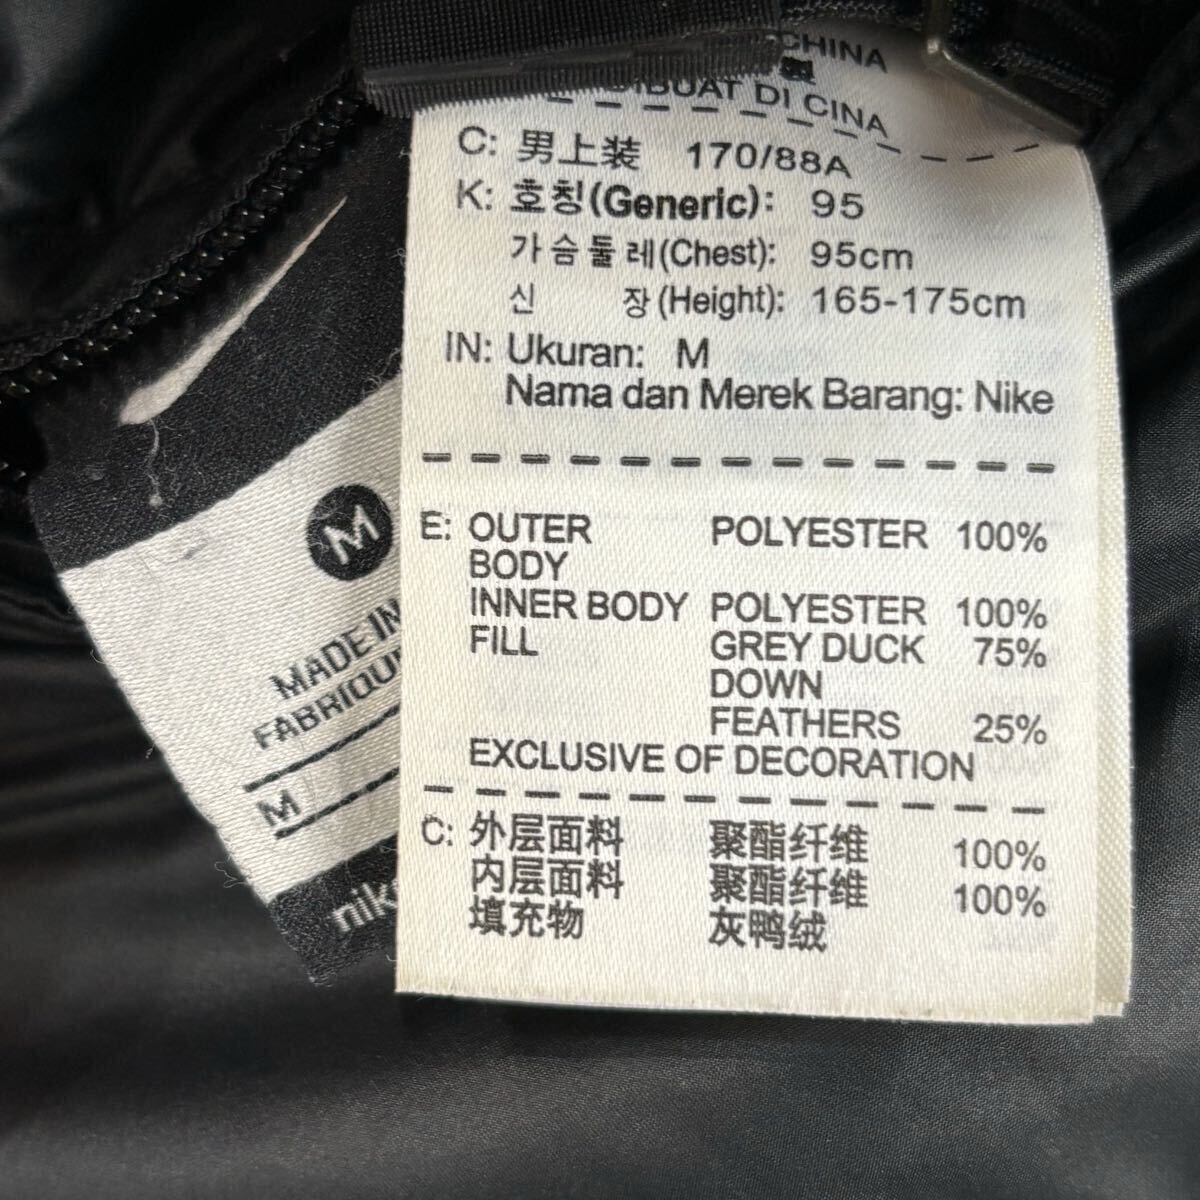 CHINA
製
DI CINA
C: 男上装 170/88A
K: 호칭(Generic): 95
가슴둘레(Chest): 95cm
신 장(Height): 165-175cm
IN: Ukuran: M
Nama dan Merek Barang: Nike
E: OUTER POLYESTER 100%
BODY
INNER BODY POLYESTER 100%
FILL GREY DUCK 75%
DOWN
FEATHERS 25%
EXCLUSIVE OF DECORATION
C: 外层面料 聚酯纤维 100%
内层面料 聚酯纤维 100%
填充物 灰鸭绒
M
MADE IN
M